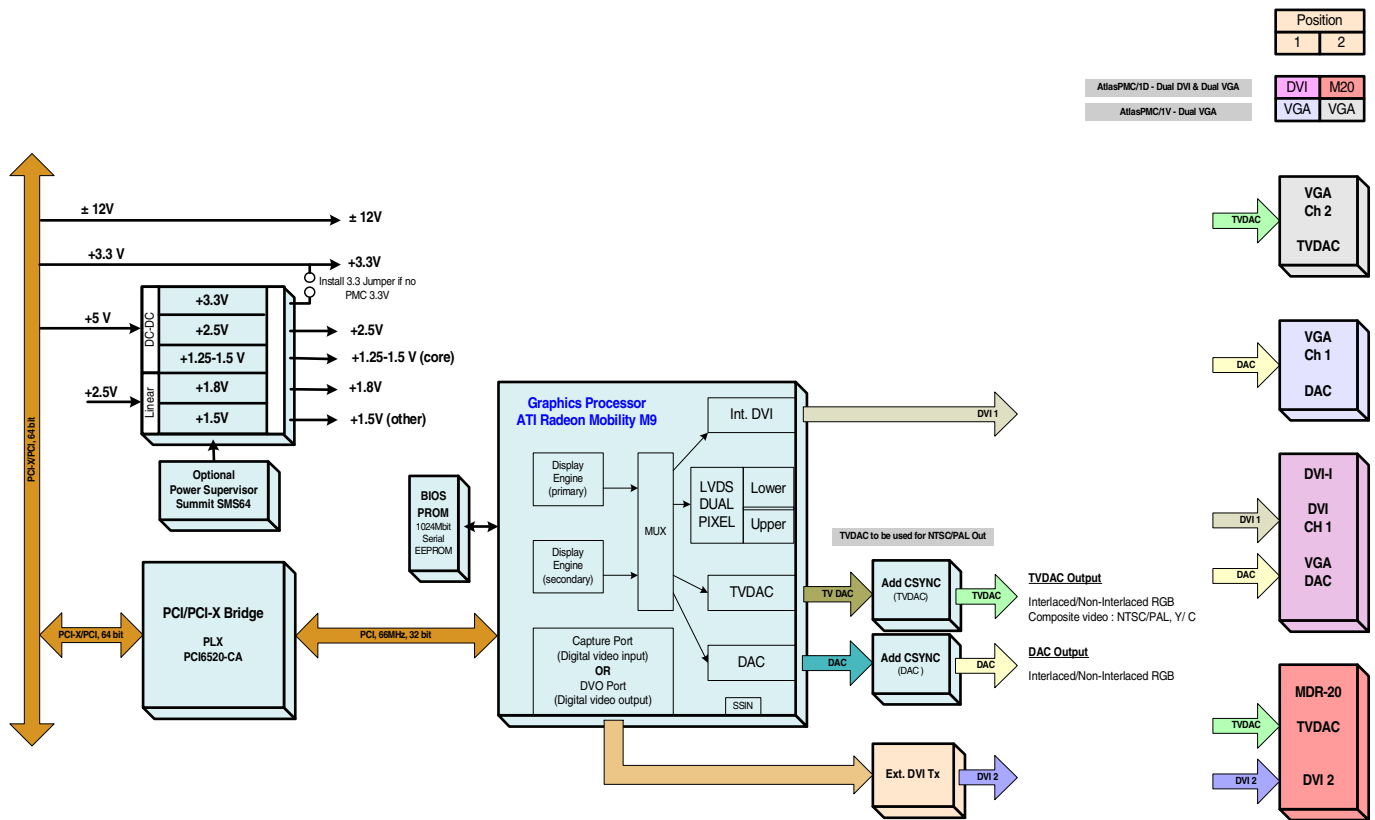 Position
1 2
AtlasPMC/1D - Dual DVI & Dual VGA
DVI M20
AtlasPMC/1V - Dual VGA
VGA VGA
PCI-X/PCI, 64 bit
± 12V
± 12V
+3.3 V
+3.3V
Install 3.3 Jumper if no
PMC 3.3V
+5 V
DC-DC
+3.3V
+2.5V
+2.5V
+1.25-1.5 V
+1.25-1.5 V (core)
+2.5V
Linear
+1.8V
+1.8V
+1.5V
+1.5V (other)
Optional
Power Supervisor
Summit SMS64
BIOS
PROM
1024Mbit
Serial
EEPROM
PCI-X/PCI, 64 bit
PCI/PCI-X Bridge
PLX
PCI6520-CA
PCI, 66MHz, 32 bit
Graphics Processor
ATI Radeon Mobility M9
Display
Engine
(primary)
Display
Engine
(secondary)
MUX
Int. DVI
LVDS
DUAL
PIXEL
Lower
Upper
TVDAC
DAC
Capture Port
(Digital video input)
OR
DVO Port
(Digital video output)
SSIN
DVI 1
TVDAC to be used for NTSC/PAL Out
TV DAC
Add CSYNC
(TVDAC)
TVDAC
TVDAC Output
Interlaced/Non-Interlaced RGB
Composite video : NTSC/PAL, Y/ C
DAC
Add CSYNC
(DAC )
DAC
DAC Output
Interlaced/Non-Interlaced RGB
Ext. DVI Tx
DVI 2
TVDAC
VGA
Ch 2
TVDAC
DAC
VGA
Ch 1
DAC
DVI-I
DVI 1
DVI
CH 1
DAC
VGA
DAC
MDR-20
TVDAC
TVDAC
DVI 2
DVI 2